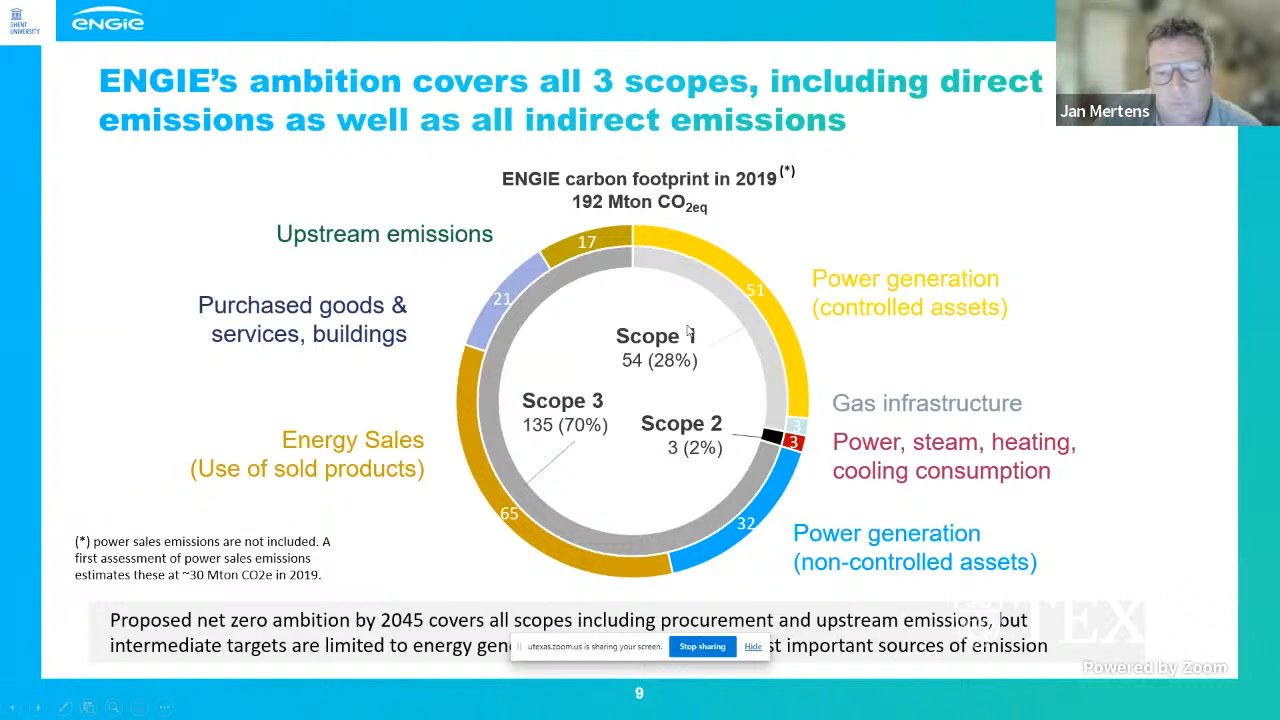 GHENT
UNIVERSITY
ENGIE
ENGIE's ambition covers all 3 scopes, including direct
emissions as well as all indirect emissions
Jan Mertens
ENGIE carbon footprint in 2019 (*)
192 Mton CO2eq
Upstream emissions
17
51
Power generation
(controlled assets)
Purchased goods &
services, buildings
21
Scope 1
54 (28%)
Scope 3
135 (70%)
Scope 2
3 (2%)
3
Gas infrastructure
3
Power, steam, heating,
cooling consumption
Energy Sales
(Use of sold products)
65
32
Power generation
(non-controlled assets)
(*) power sales emissions are not included. A
first assessment of power sales emissions
estimates these at ~30 Mton CO2e in 2019.
Proposed net zero ambition by 2045 covers all scopes including procurement and upstream emissions, but
intermediate targets are limited to energy gen st important sources of emission
utexas.zoom.us is sharing your screen.
Stop sharing
Hide
TEX
Powered by Zoom
9